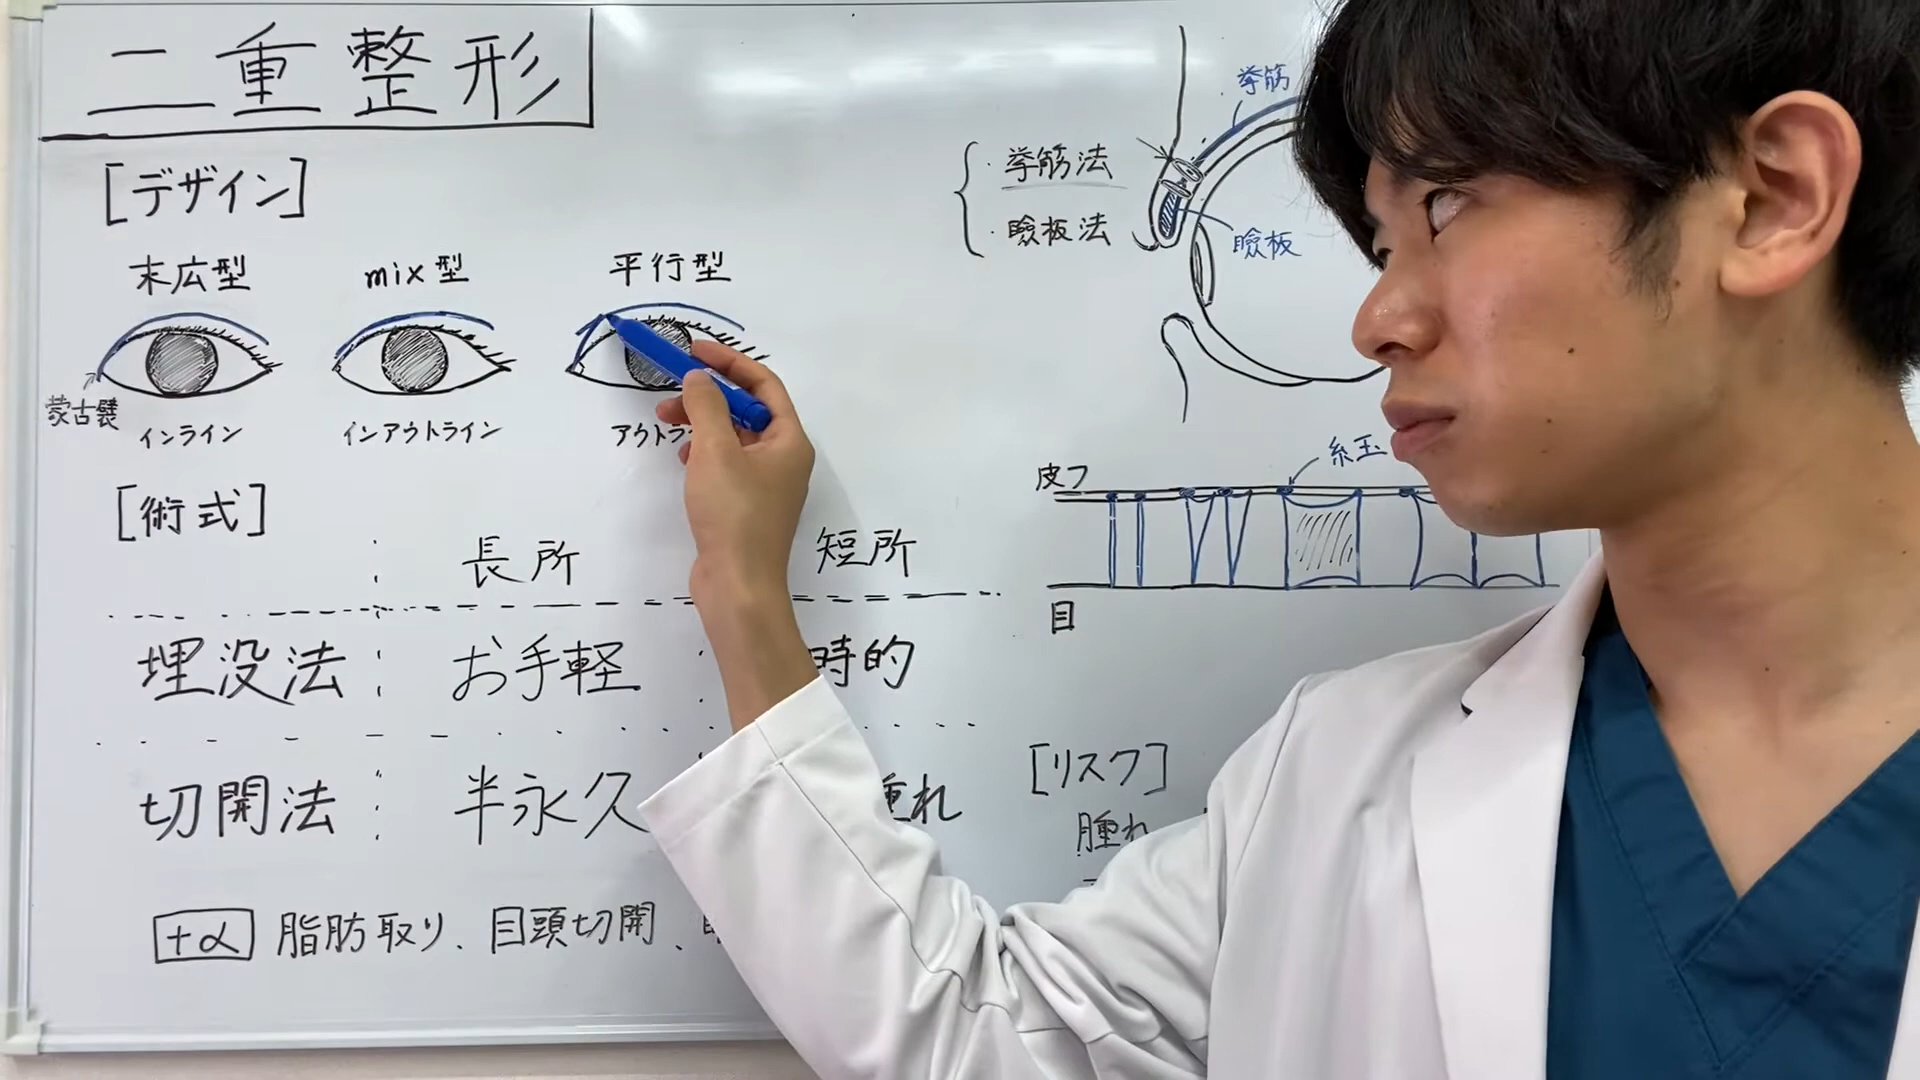 二重整形
[デザイン]
末広型 mix型 平行型
蒙古襞
インライン インアウトライン アウトラ
[術式]
長所 短所
埋没法 お手軽 時的
切開法 半永久 腫れ
+α 脂肪取り、目頭切開、
挙筋
・挙筋法
・瞼板法
瞼板
糸玉
皮フ
目
[リスク]
腫れ